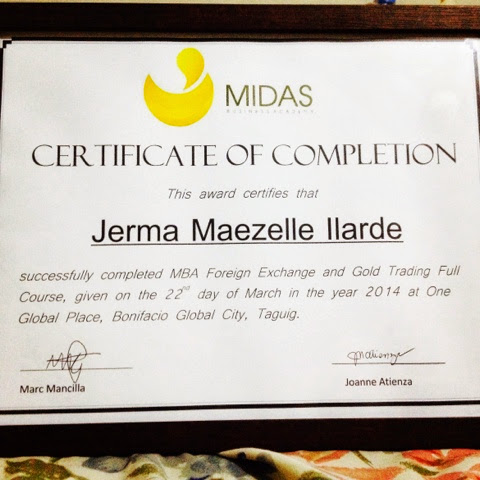 MIDAS
BUSINESS ACADEMY
CERTIFICATE OF COMPLETION
This award certifies that
Jerma Maezelle Ilarde
successfully completed MBA Foreign Exchange and Gold Trading Full
Course, given on the 22nd day of March in the year 2014 at One
Global Place, Bonifacio Global City, Taguig.
Marc Mancilla
Joanne Atienza